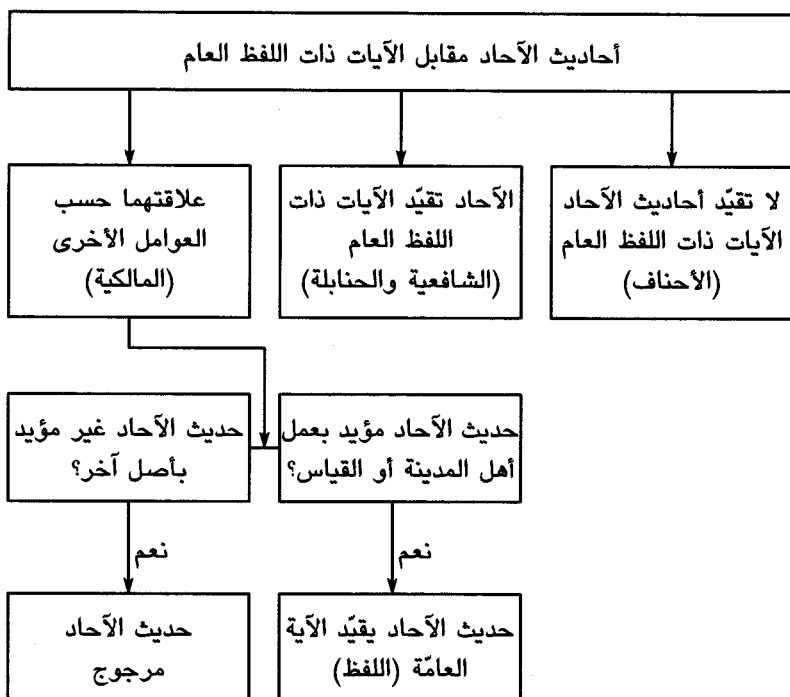 أحاديث الآحاد مقابل الآيات ذات اللفظ العام
لا تقيّد أحاديث الآحاد
الآيات ذات اللفظ العام
(الأحناف)
الآحاد تقيّد الآيات ذات
اللفظ العام
(الشافعية والحنابلة)
علاقتهما حسب
العوامل الأخرى
(المالكية)
حديث الآحاد مؤيد بعمل
أهل المدينة أو القياس؟
حديث الآحاد غير مؤيد
بأصل آخر؟
نعم
نعم
حديث الآحاد يقيّد الآية
العامّة (اللفظ)
حديث الآحاد
مرجوج